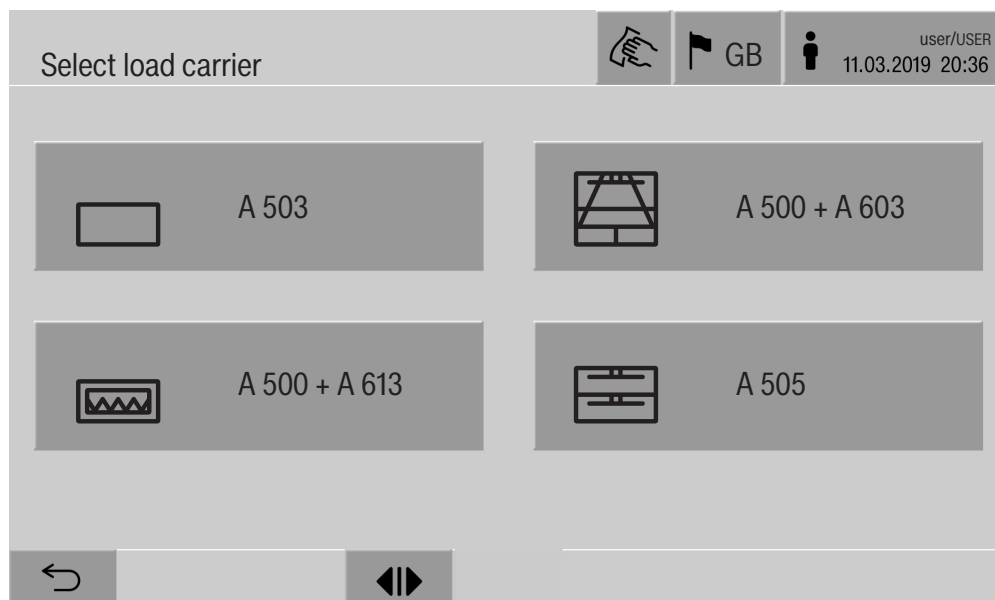 Select load carrier
GB
user/USER
11.03.2019 20:36
A 503
A 500 + A 603
A 500 + A 613
A 505